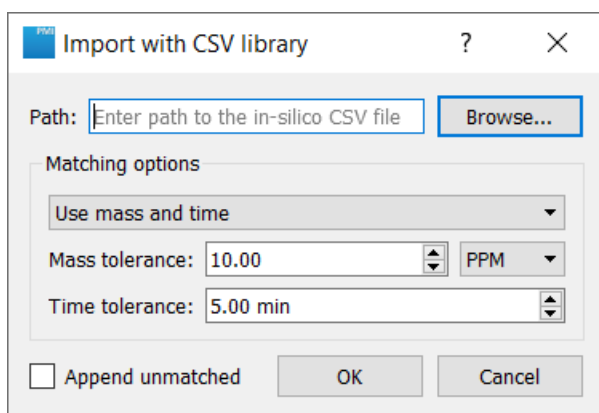 PMI
Import with CSV library ?
Path: Enter path to the in-silico CSV file Browse...
Matching options
Use mass and time
Mass tolerance: 10.00 PPM
Time tolerance: 5.00 min
Append unmatched OK Cancel